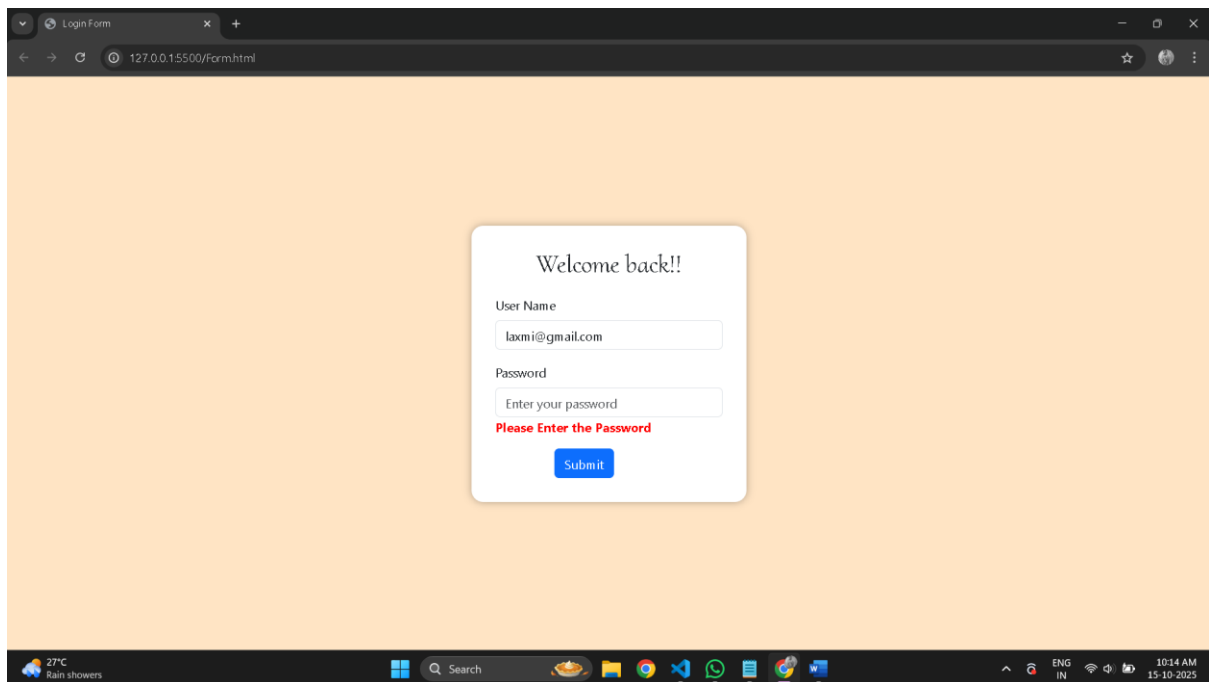 Login Form
127.0.0.1:5500/Form.html
Welcome back!!
User Name
laxmi@gmail.com
Password
Enter your password
Please Enter the Password
Submit
27°C
Rain showers
Search
ENG
IN
10:14 AM
15-10-2025